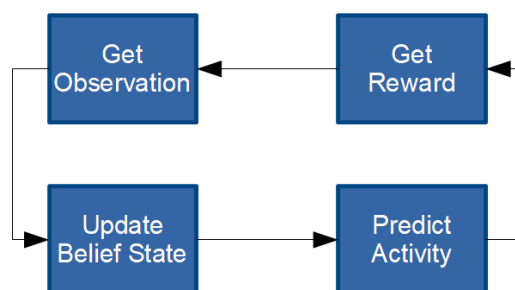 Get
Observation
Get
Reward
Update
Belief State
Predict
Activity